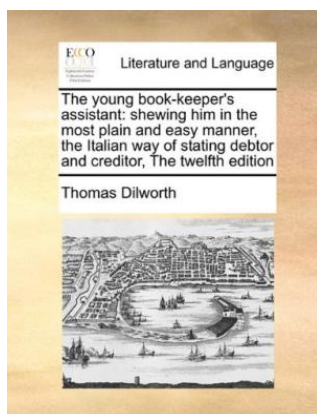 ECCO
Literature and Language
The young book-keeper's
assistant: shewing him in the
most plain and easy manner,
the Italian way of stating debtor
and creditor, The twelfth edition
Thomas Dilworth